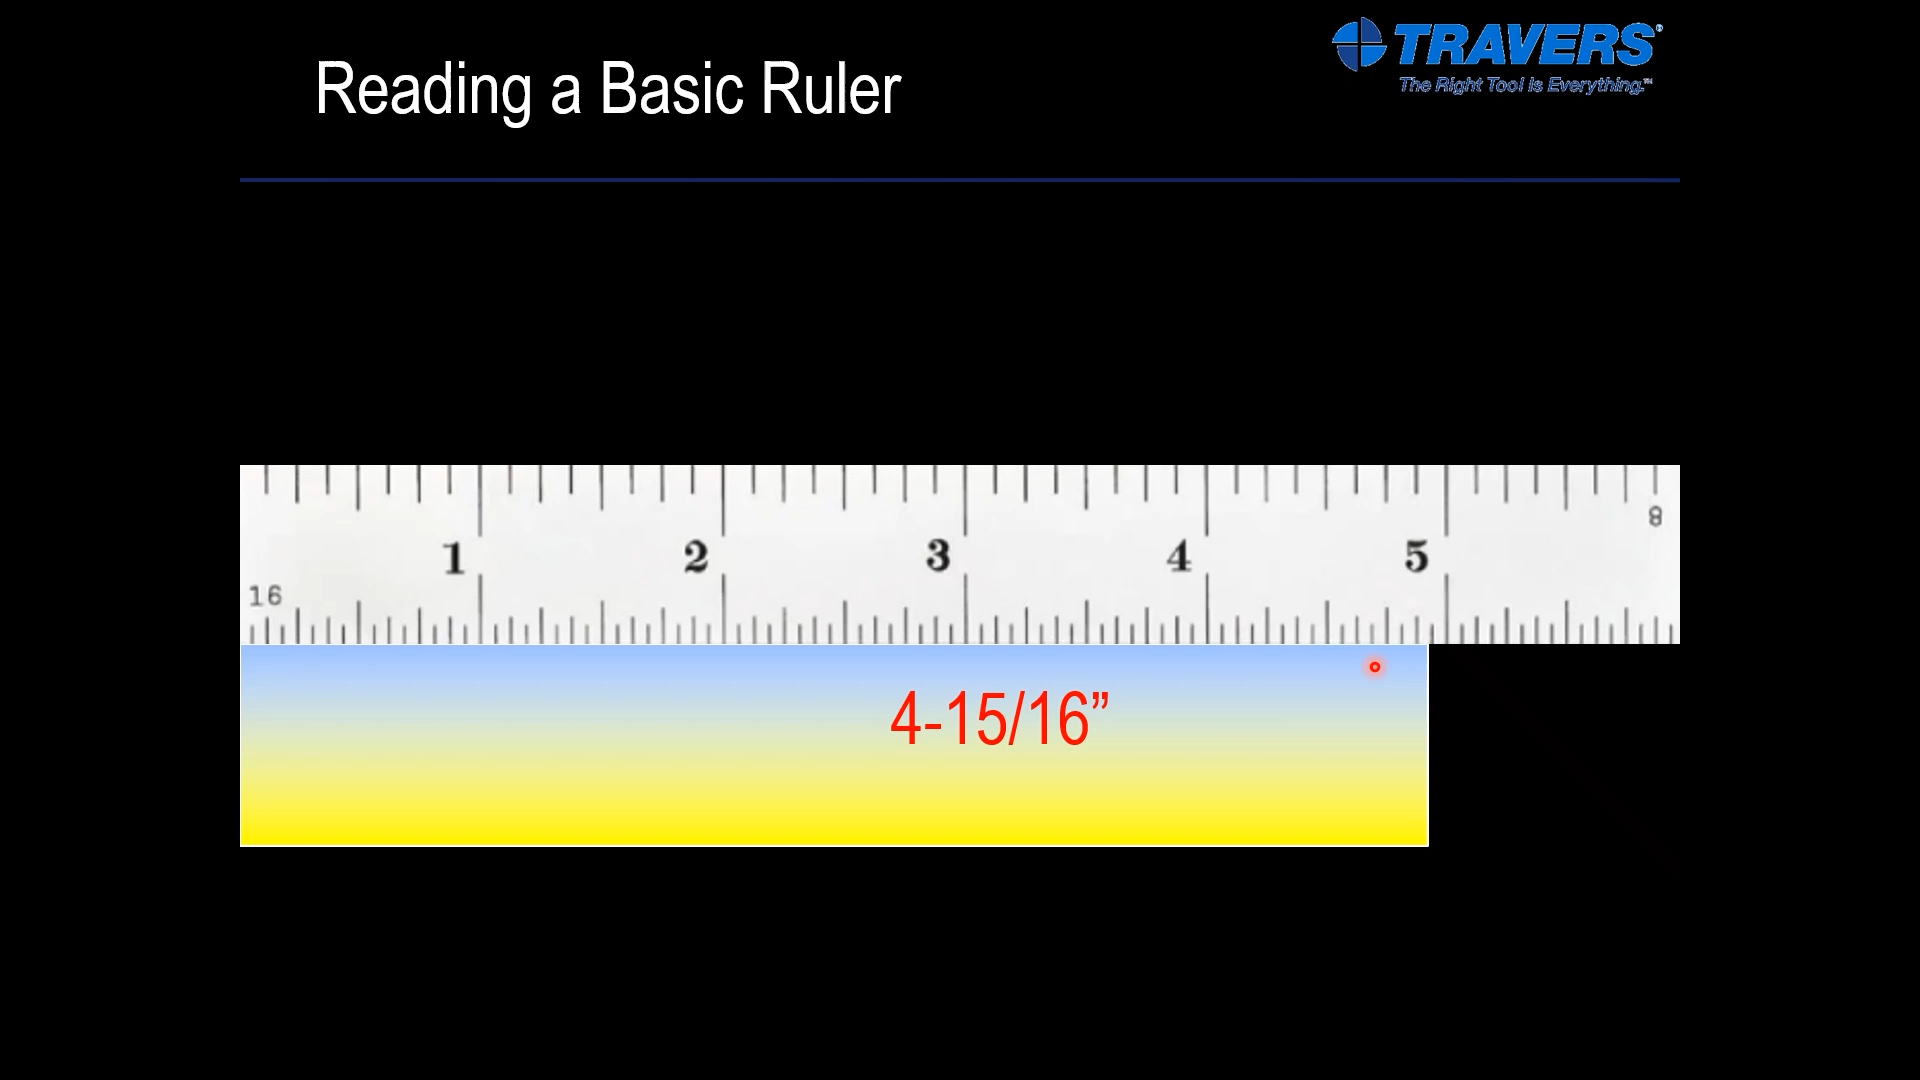 TRAVERS®
The Right Tool Is Everything.™
Reading a Basic Ruler
8
1 2 3 4 5
16
4-15/16”